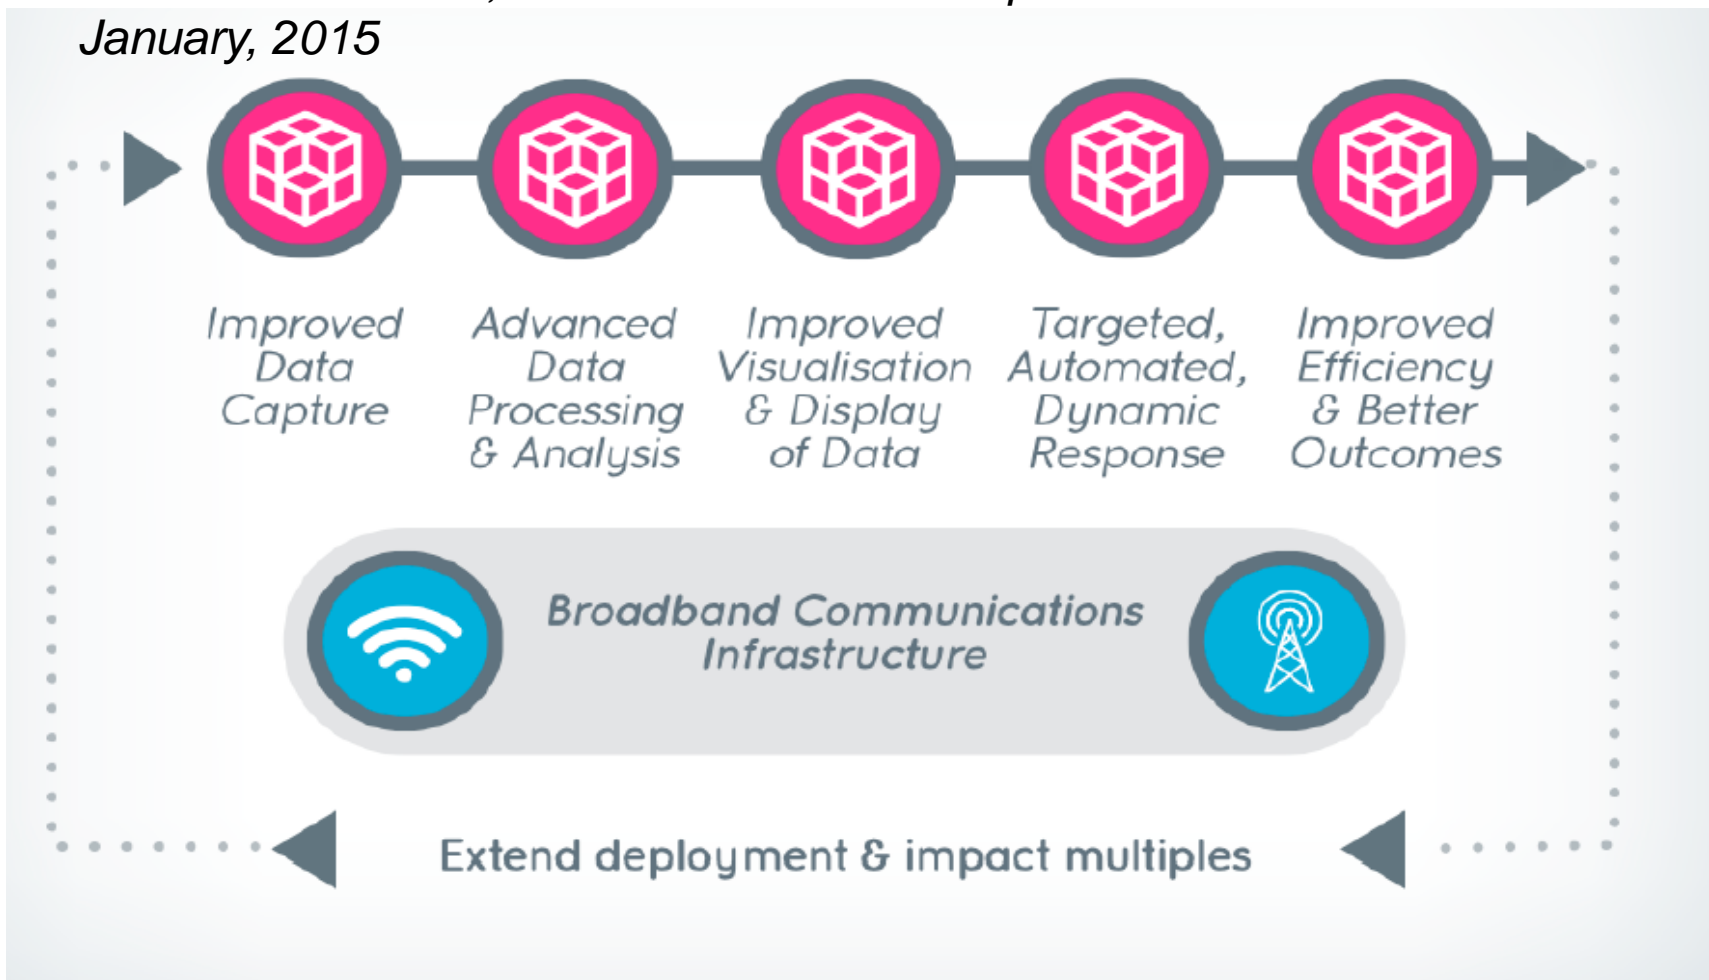 January, 2015
Improved
Data
Capture
Advanced
Data
Processing
& Analysis
Improved
Visualisation
& Display
of Data
Targeted,
Automated,
Dynamic
Response
Improved
Efficiency
& Better
Outcomes
Broadband Communications
Infrastructure
Extend deployment & impact multiples